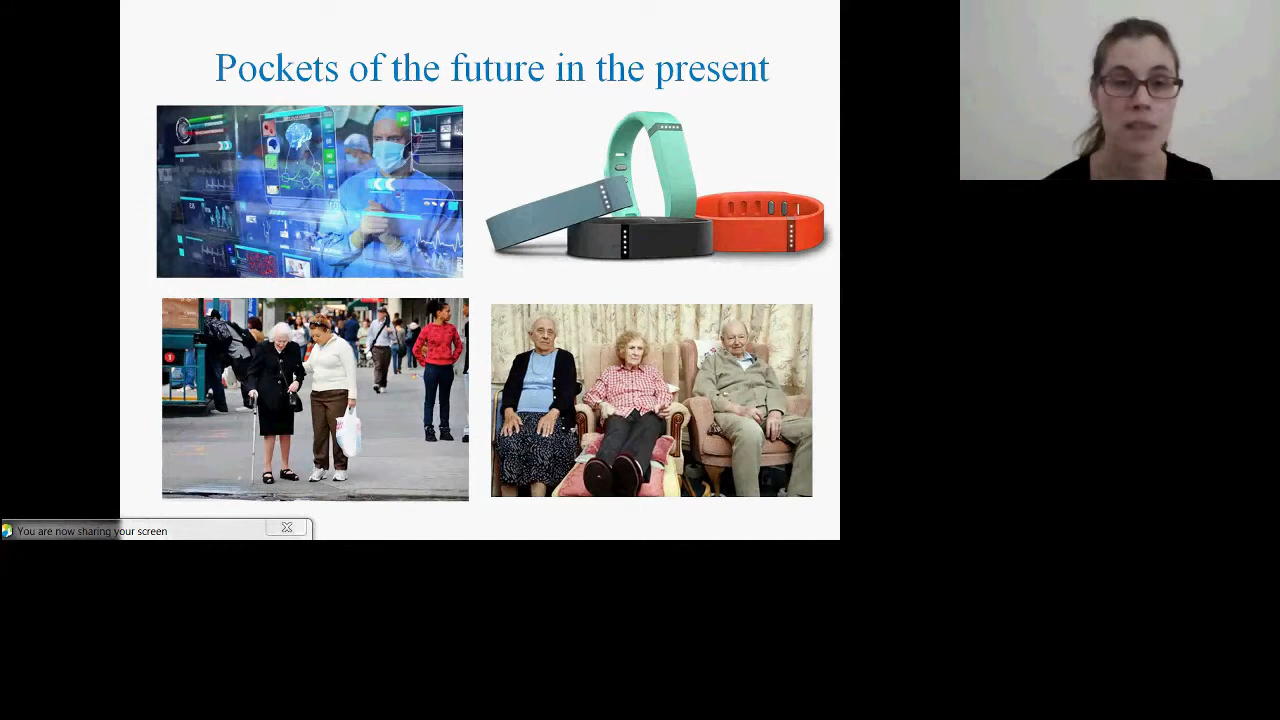 Pockets of the future in the present
You are now sharing your screen